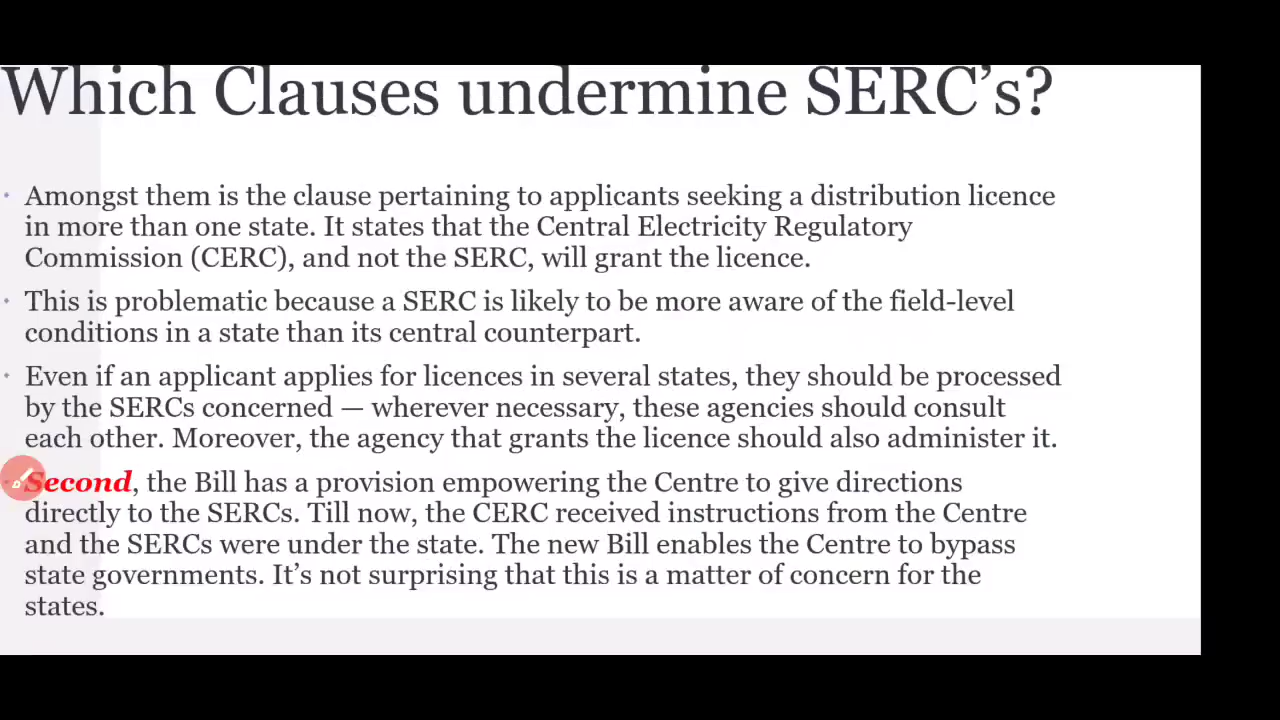 Which Clauses undermine SERC’s?
Amongst them is the clause pertaining to applicants seeking a distribution licence
in more than one state. It states that the Central Electricity Regulatory
Commission (CERC), and not the SERC, will grant the licence.
This is problematic because a SERC is likely to be more aware of the field-level
conditions in a state than its central counterpart.
Even if an applicant applies for licences in several states, they should be processed
by the SERCs concerned — wherever necessary, these agencies should consult
each other. Moreover, the agency that grants the licence should also administer it.
Second, the Bill has a provision empowering the Centre to give directions
directly to the SERCs. Till now, the CERC received instructions from the Centre
and the SERCs were under the state. The new Bill enables the Centre to bypass
state governments. It’s not surprising that this is a matter of concern for the
states.